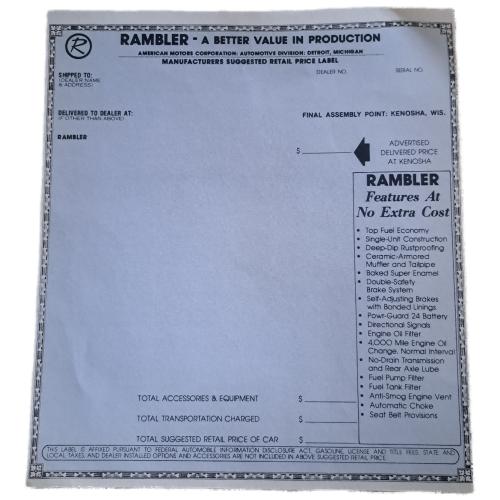 R
RAMBLER - A BETTER VALUE IN PRODUCTION
AMERICAN MOTORS CORPORATION: AUTOMOTIVE DIVISION: DETROIT, MICHIGAN
MANUFACTURERS SUGGESTED RETAIL PRICE LABEL
SHIPPED TO:
(DEALER NAME
& ADDRESS)
DEALER NO.
SERIAL NO.
DELIVERED TO DEALER AT:
(IF OTHER THAN ABOVE)
FINAL ASSEMBLY POINT: KENOSHA, WIS.
RAMBLER
$
ADVERTISED
DELIVERED PRICE
AT KENOSHA
RAMBLER
Features At
No Extra Cost
• Top Fuel Economy
• Single-Unit Construction
• Deep-Dip Rustproofing
• Ceramic-Armored
Muffler and Tailpipe
• Baked Super Enamel
• Double-Safety
Brake System
• Self-Adjusting Brakes
with Bonded Linings
• Powr-Guard 24 Battery
• Directional Signals
• Engine Oil Filter
• 4,000 Mile Engine Oil
Change, Normal Interval
• No-Drain Transmission
and Rear Axle Lube
• Fuel Pump Filter
• Fuel Tank Filter
• Anti-Smog Engine Vent
• Automatic Choke
• Seat Belt Provisions
TOTAL ACCESSORIES & EQUIPMENT $
TOTAL TRANSPORTATION CHARGED $
TOTAL SUGGESTED RETAIL PRICE OF CAR $
THIS LABEL IS AFFIXED PURSUANT TO FEDERAL AUTOMOBILE INFORMATION DISCLOSURE ACT, GASOLINE, LICENSE AND TITLE FEES, STATE AND
LOCAL TAXES, AND DEALER INSTALLED OPTIONS AND ACCESSORIES ARE NOT INCLUDED IN ABOVE SUGGESTED RETAIL PRICE.